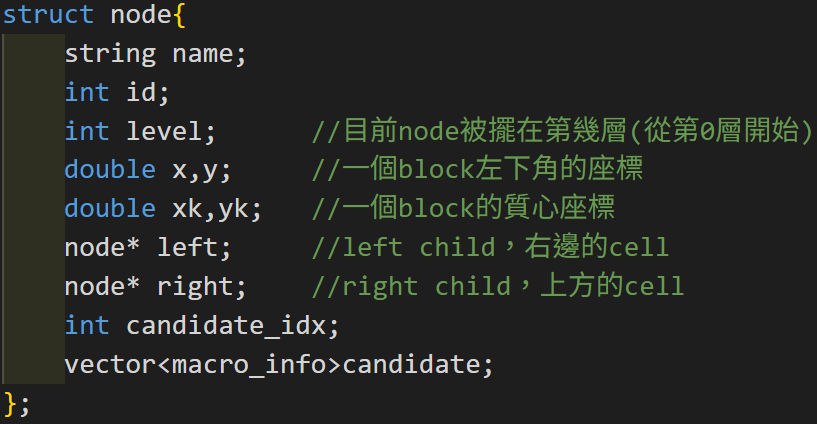 struct node{
    string name;
    int id;
    int level;      //目前node被擺在第幾層(從第0層開始)
    double x,y;     //一個block左下角的座標
    double xk,yk;   //一個block的質心座標
    node* left;     //left child，右邊的cell
    node* right;    //right child，上方的cell
    int candidate_idx;
    vector<macro_info>candidate;
};